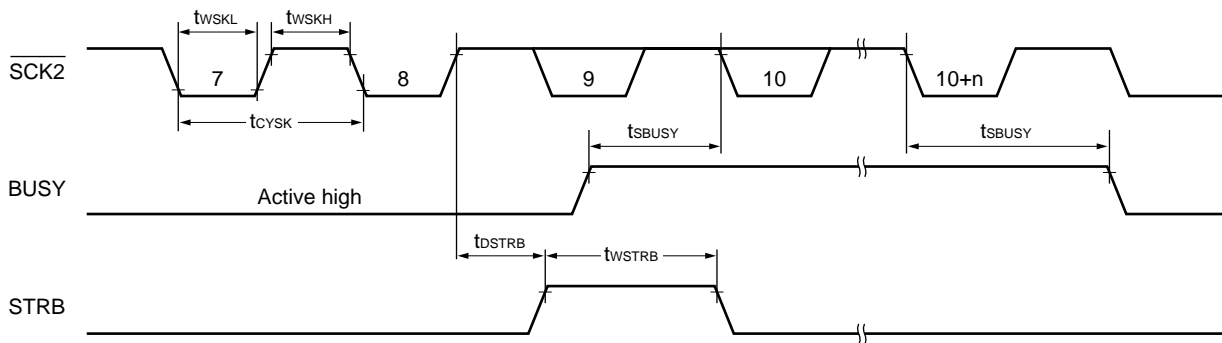 tWSKL tWSKH
SCK2
7 8 9 10 10+n
tCYSK
tSBUSY tSBUSY
BUSY
Active high
tDSTRB tWSTRB
STRB